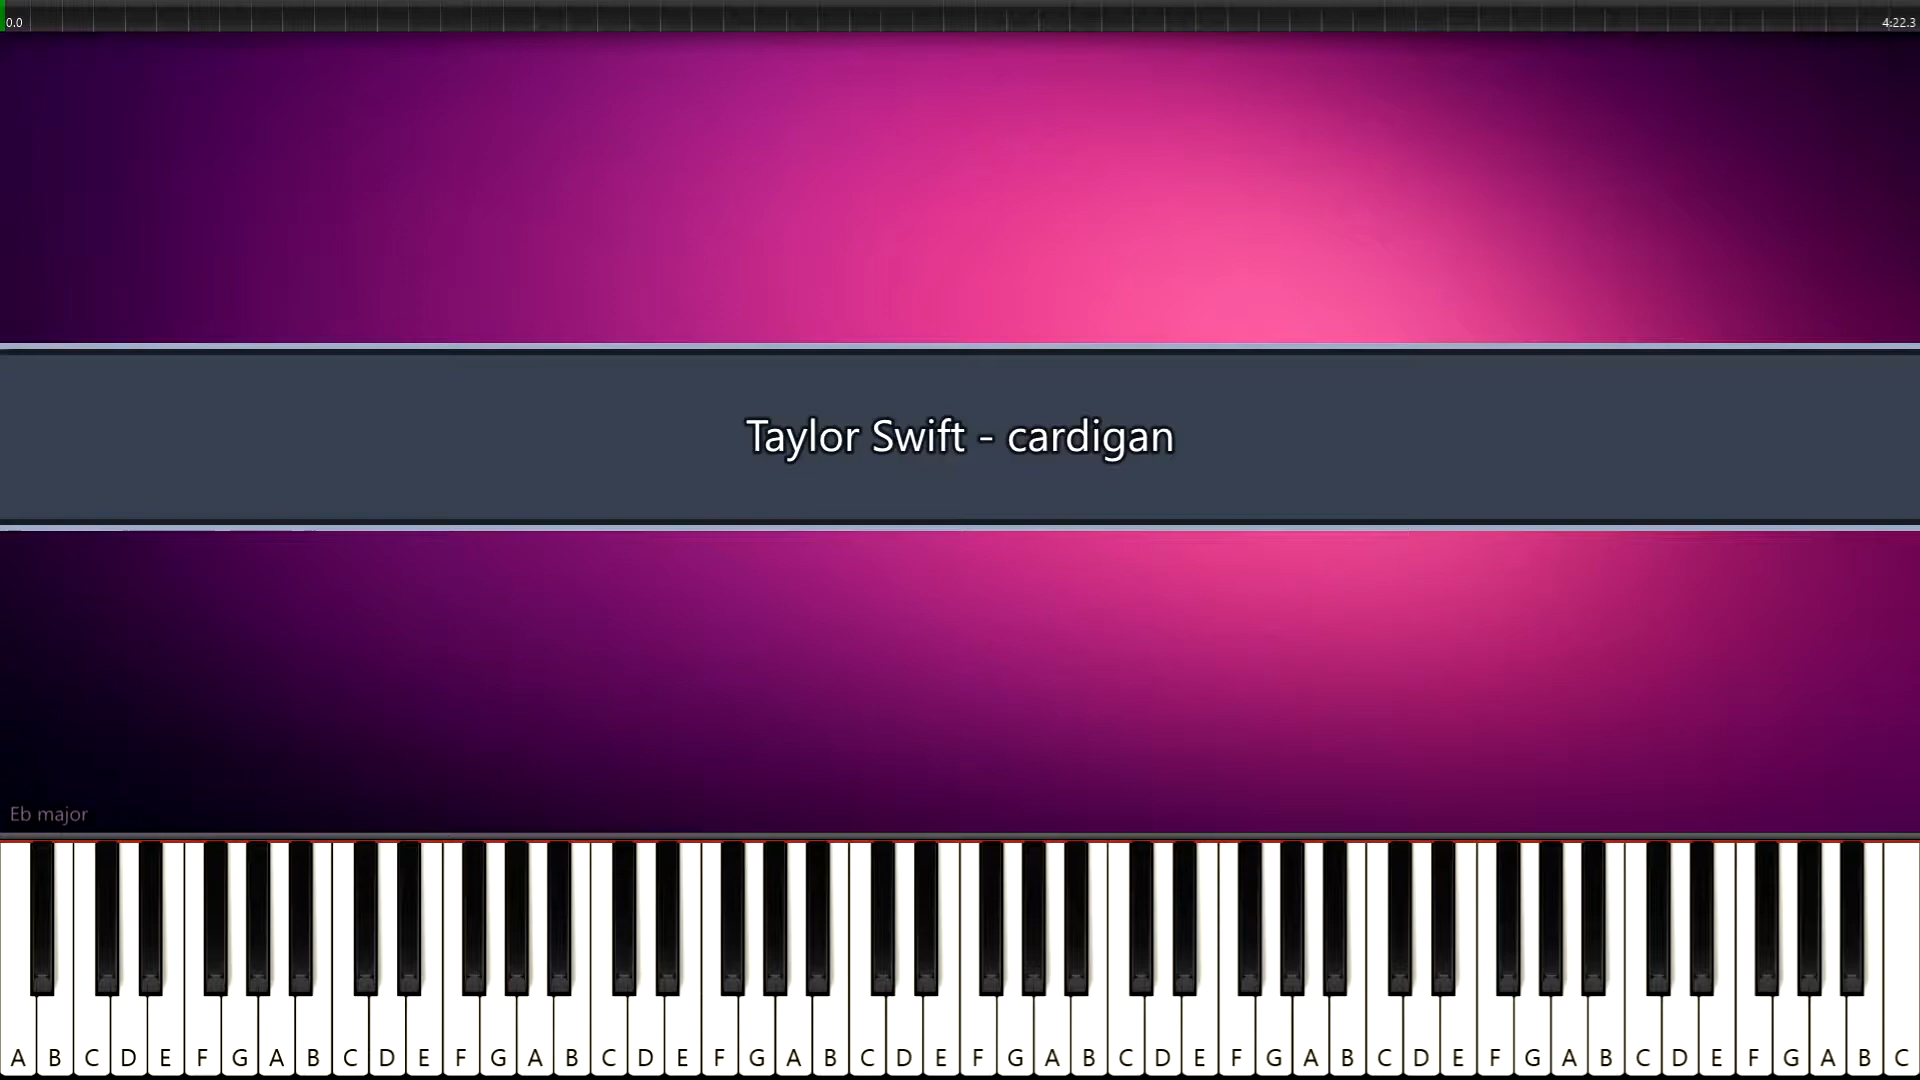 0.0 4:22.3
Taylor Swift - cardigan
Eb major
A B C D E F G A B C D E F G A B C D E F G A B C D E F G A B C D E F G A B C D E F G A B C D E F G A B C